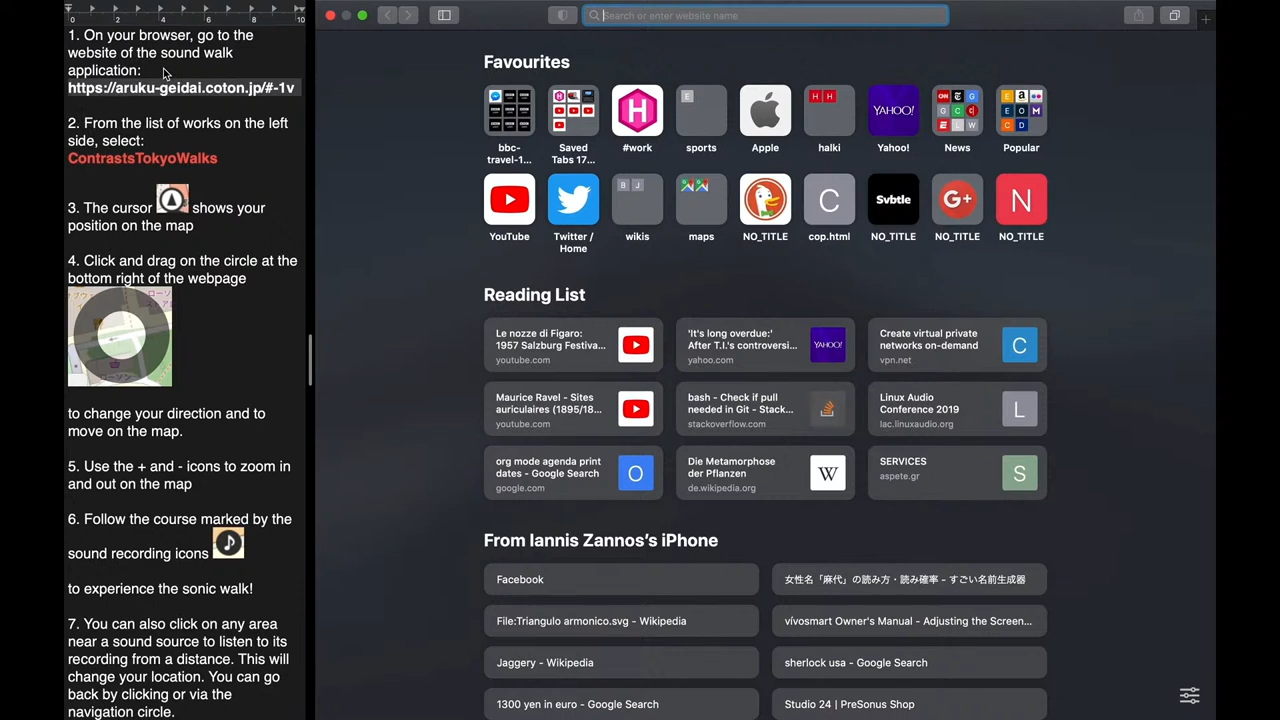 0
2
4
6
8
10
1. On your browser, go to the
website of the sound walk
application:
https://aruku-geidai.coton.jp/#-1v
2. From the list of works on the left
side, select:
ContrastsTokyoWalks
3. The cursor shows your
position on the map
4. Click and drag on the circle at the
bottom right of the webpage
to change your direction and to
move on the map.
5. Use the + and - icons to zoom in
and out on the map
6. Follow the course marked by the
sound recording icons
to experience the sonic walk!
7. You can also click on any area
near a sound source to listen to its
recording from a distance. This will
change your location. You can go
back by clicking or via the
navigation circle.
Search or enter website name
Favourites
bbc-
travel-1...
Saved
Tabs 17...
#work
E
sports
Apple
H H
halki
YAHOO!
Yahoo!
News
Popular
YouTube
Twitter /
Home
B J
wikis
maps
NO_TITLE
C
cop.html
Svbtle
NO_TITLE
G+
NO_TITLE
N
NO_TITLE
Reading List
Le nozze di Figaro:
1957 Salzburg Festiva...
youtube.com
'It's long overdue:'
After T.I.'s controversi...
yahoo.com
YAHOO!
Create virtual private
networks on-demand
vpn.net
C
Maurice Ravel - Sites
auriculaires (1895/18...
youtube.com
bash - Check if pull
needed in Git - Stack...
stackoverflow.com
Linux Audio
Conference 2019
lac.linuxaudio.org
L
org mode agenda print
dates - Google Search
google.com
O
Die Metamorphose
der Pflanzen
de.wikipedia.org
W
SERVICES
aspete.gr
S
From Iannis Zannos's iPhone
Facebook
女性名「麻代」の読み方・読み確率 – すごい名前生成器
File:Triangulo armonico.svg - Wikipedia
vívosmart Owner's Manual - Adjusting the Screen...
Jaggery - Wikipedia
sherlock usa - Google Search
1300 yen in euro - Google Search
Studio 24 | PreSonus Shop